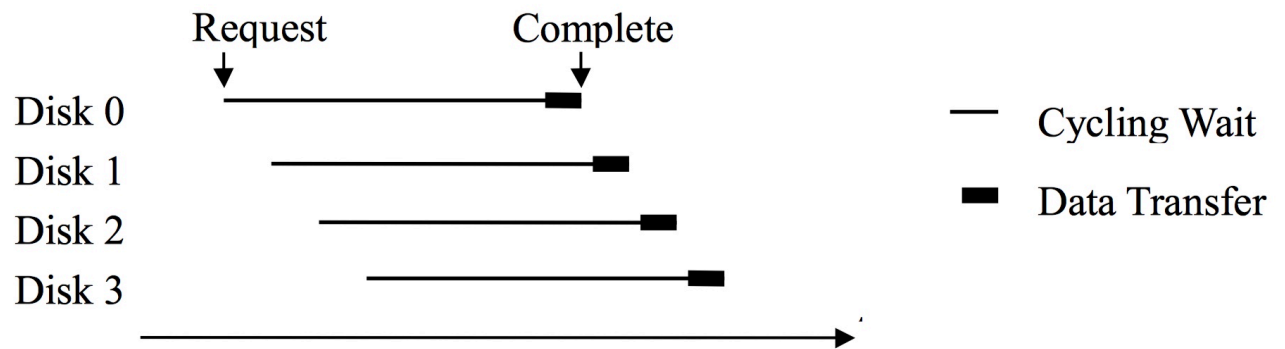 Request
Complete
Disk 0
Disk 1
Disk 2
Disk 3
Cycling Wait
Data Transfer